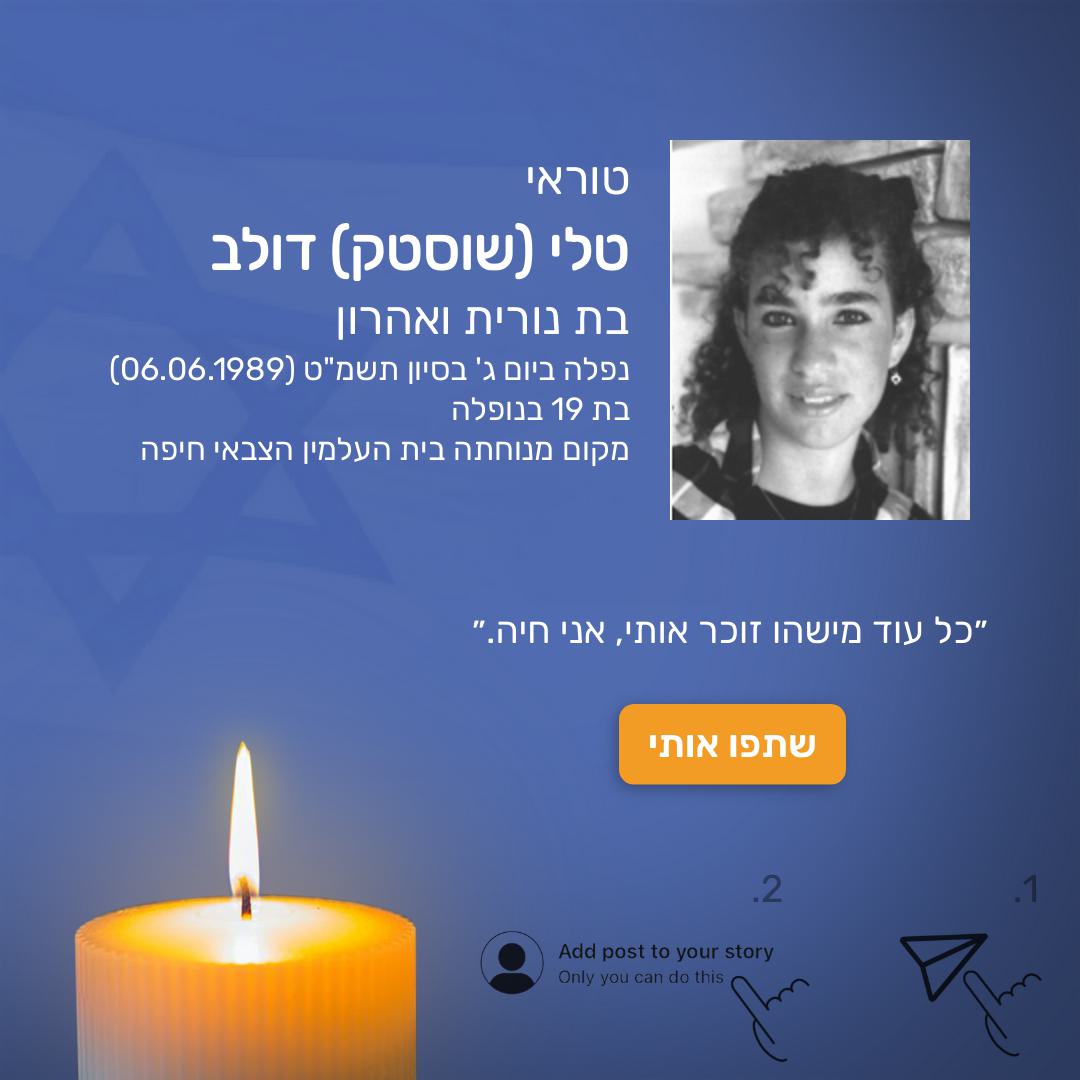 טוראי
טלי (שוסטק) דולב
בת נורית ואהרון
נפלה ביום ג' בסיון תשמ"ט (06.06.1989)
בת 19 בנופלה
מקום מנוחתה בית העלמין הצבאי חיפה
״כל עוד מישהו זוכר אותי, אני חיה.״
שתפו אותי
1.
2.
Add post to your story
Only you can do this